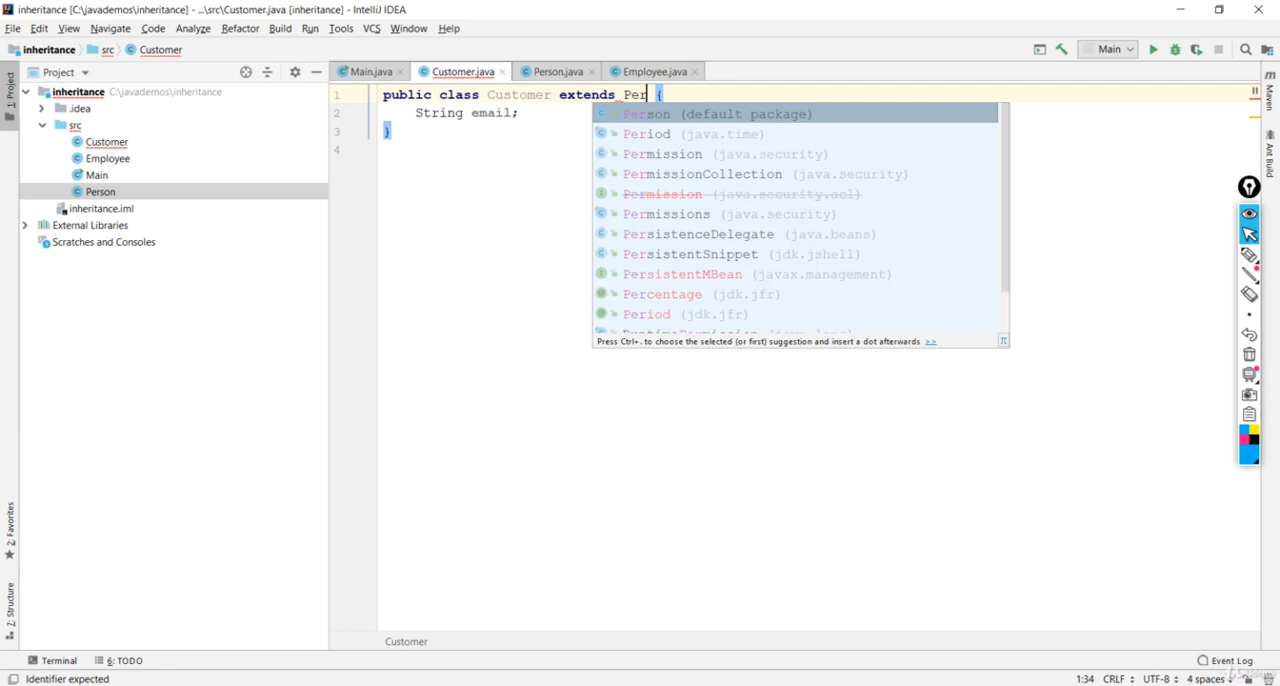 inheritance [C:\javademos\inheritance] - ...\src\Customer.java [inheritance] - IntelliJ IDEA
File Edit View Navigate Code Analyze Refactor Build Run Tools VCS Window Help
inheritance src Customer Main
Project Main.java Customer.java Person.java Employee.java
1: Project
Maven
Ant Build
inheritance C:\javademos\inheritance
.idea
src
Customer
Employee
Main
Person
inheritance.iml
External Libraries
Scratches and Consoles
1 public class Customer extends Per {
2 String email;
3 }
4
Person (default package)
Period (java.time)
Permission (java.security)
PermissionCollection (java.security)
Permission (java.security.acl)
Permissions (java.security)
PersistenceDelegate (java.beans)
PersistentSnippet (jdk.jshell)
PersistentMBean (javax.management)
Percentage (jdk.jfr)
Period (jdk.jfr)
Press Ctrl+. to choose the selected (or first) suggestion and insert a dot afterwards >>
π
2: Favorites
7: Structure
Customer
Terminal 6: TODO Event Log
Identifier expected 1:34 CRLF UTF-8 4 spaces